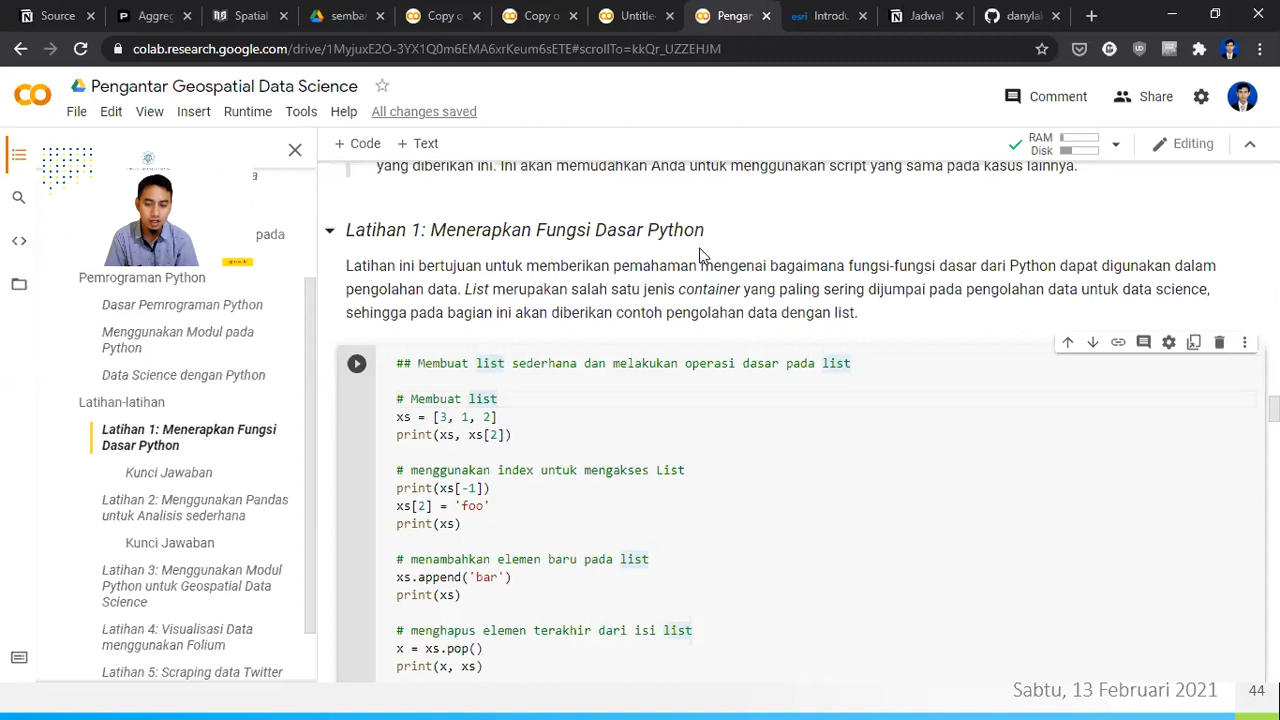 Source
Aggreg
Spatial
semba
Copy o
Copy o
Untitle
Pengar
esri Introdu
Jadwal
danylal
colab.research.google.com/drive/1MyjuxE2O-3YX1Q0m6EMA6xrKeum6sETE#scrollTo=kkQr_UZZEHJM
Pengantar Geospatial Data Science
Comment
Share
File Edit View Insert Runtime Tools Help All changes saved
+ Code + Text
RAM
Disk
Editing
pada
Pemrograman Python
Dasar Pemrograman Python
Menggunakan Modul pada
Python
Data Science dengan Python
Latihan-latihan
Latihan 1: Menerapkan Fungsi
Dasar Python
Kunci Jawaban
Latihan 2: Menggunakan Pandas
untuk Analisis sederhana
Kunci Jawaban
Latihan 3: Menggunakan Modul
Python untuk Geospatial Data
Science
Latihan 4: Visualisasi Data
menggunakan Folium
Latihan 5: Scraping data Twitter
yang diberikan ini. Ini akan memudahkan Anda untuk menggunakan script yang sama pada kasus lainnya.
Latihan 1: Menerapkan Fungsi Dasar Python
Latihan ini bertujuan untuk memberikan pemahaman mengenai bagaimana fungsi-fungsi dasar dari Python dapat digunakan dalam
pengolahan data. List merupakan salah satu jenis container yang paling sering dijumpai pada pengolahan data untuk data science,
sehingga pada bagian ini akan diberikan contoh pengolahan data dengan list.
## Membuat list sederhana dan melakukan operasi dasar pada list
# Membuat list
xs = [3, 1, 2]
print(xs, xs[2])
# menggunakan index untuk mengakses List
print(xs[-1])
xs[2] = 'foo'
print(xs)
# menambahkan elemen baru pada list
xs.append('bar')
print(xs)
# menghapus elemen terakhir dari isi list
x = xs.pop()
print(x, xs)
Sabtu, 13 Februari 2021
44